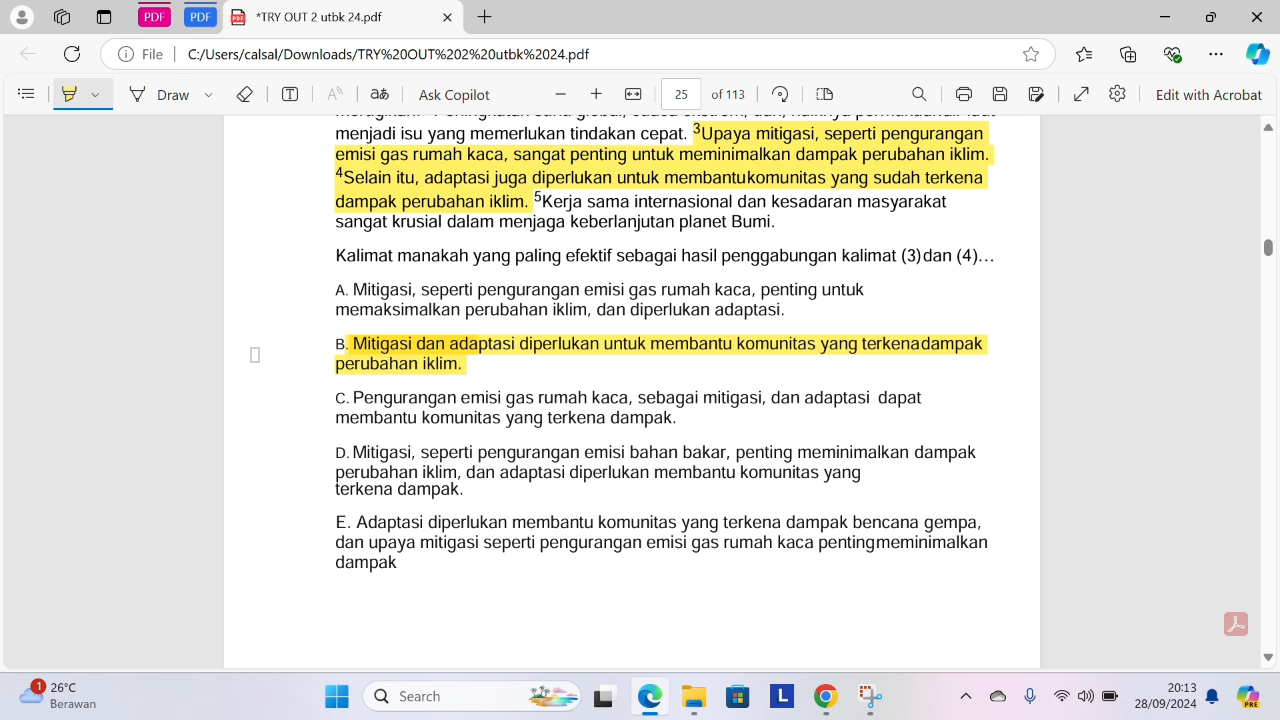 PDF
PDF
*TRY OUT 2 utbk 24.pdf
File
C:/Users/calsal/Downloads/TRY%20OUT%202%20utbk%2024.pdf
Draw
Ask Copilot
25
of 113
Edit with Acrobat
menjadi isu yang memerlukan tindakan cepat. 3Upaya mitigasi, seperti pengurangan
emisi gas rumah kaca, sangat penting untuk meminimalkan dampak perubahan iklim.
4Selain itu, adaptasi juga diperlukan untuk membantukomunitas yang sudah terkena
dampak perubahan iklim. 5Kerja sama internasional dan kesadaran masyarakat
sangat krusial dalam menjaga keberlanjutan planet Bumi.
Kalimat manakah yang paling efektif sebagai hasil penggabungan kalimat (3)dan (4)…
A. Mitigasi, seperti pengurangan emisi gas rumah kaca, penting untuk
memaksimalkan perubahan iklim, dan diperlukan adaptasi.
B. Mitigasi dan adaptasi diperlukan untuk membantu komunitas yang terkenadampak
perubahan iklim.
C. Pengurangan emisi gas rumah kaca, sebagai mitigasi, dan adaptasi dapat
membantu komunitas yang terkena dampak.
D. Mitigasi, seperti pengurangan emisi bahan bakar, penting meminimalkan dampak
perubahan iklim, dan adaptasi diperlukan membantu komunitas yang
terkena dampak.
E. Adaptasi diperlukan membantu komunitas yang terkena dampak bencana gempa,
dan upaya mitigasi seperti pengurangan emisi gas rumah kaca pentingmeminimalkan
dampak
1
26°C
Berawan
Search
L
20:13
28/09/2024
PRE